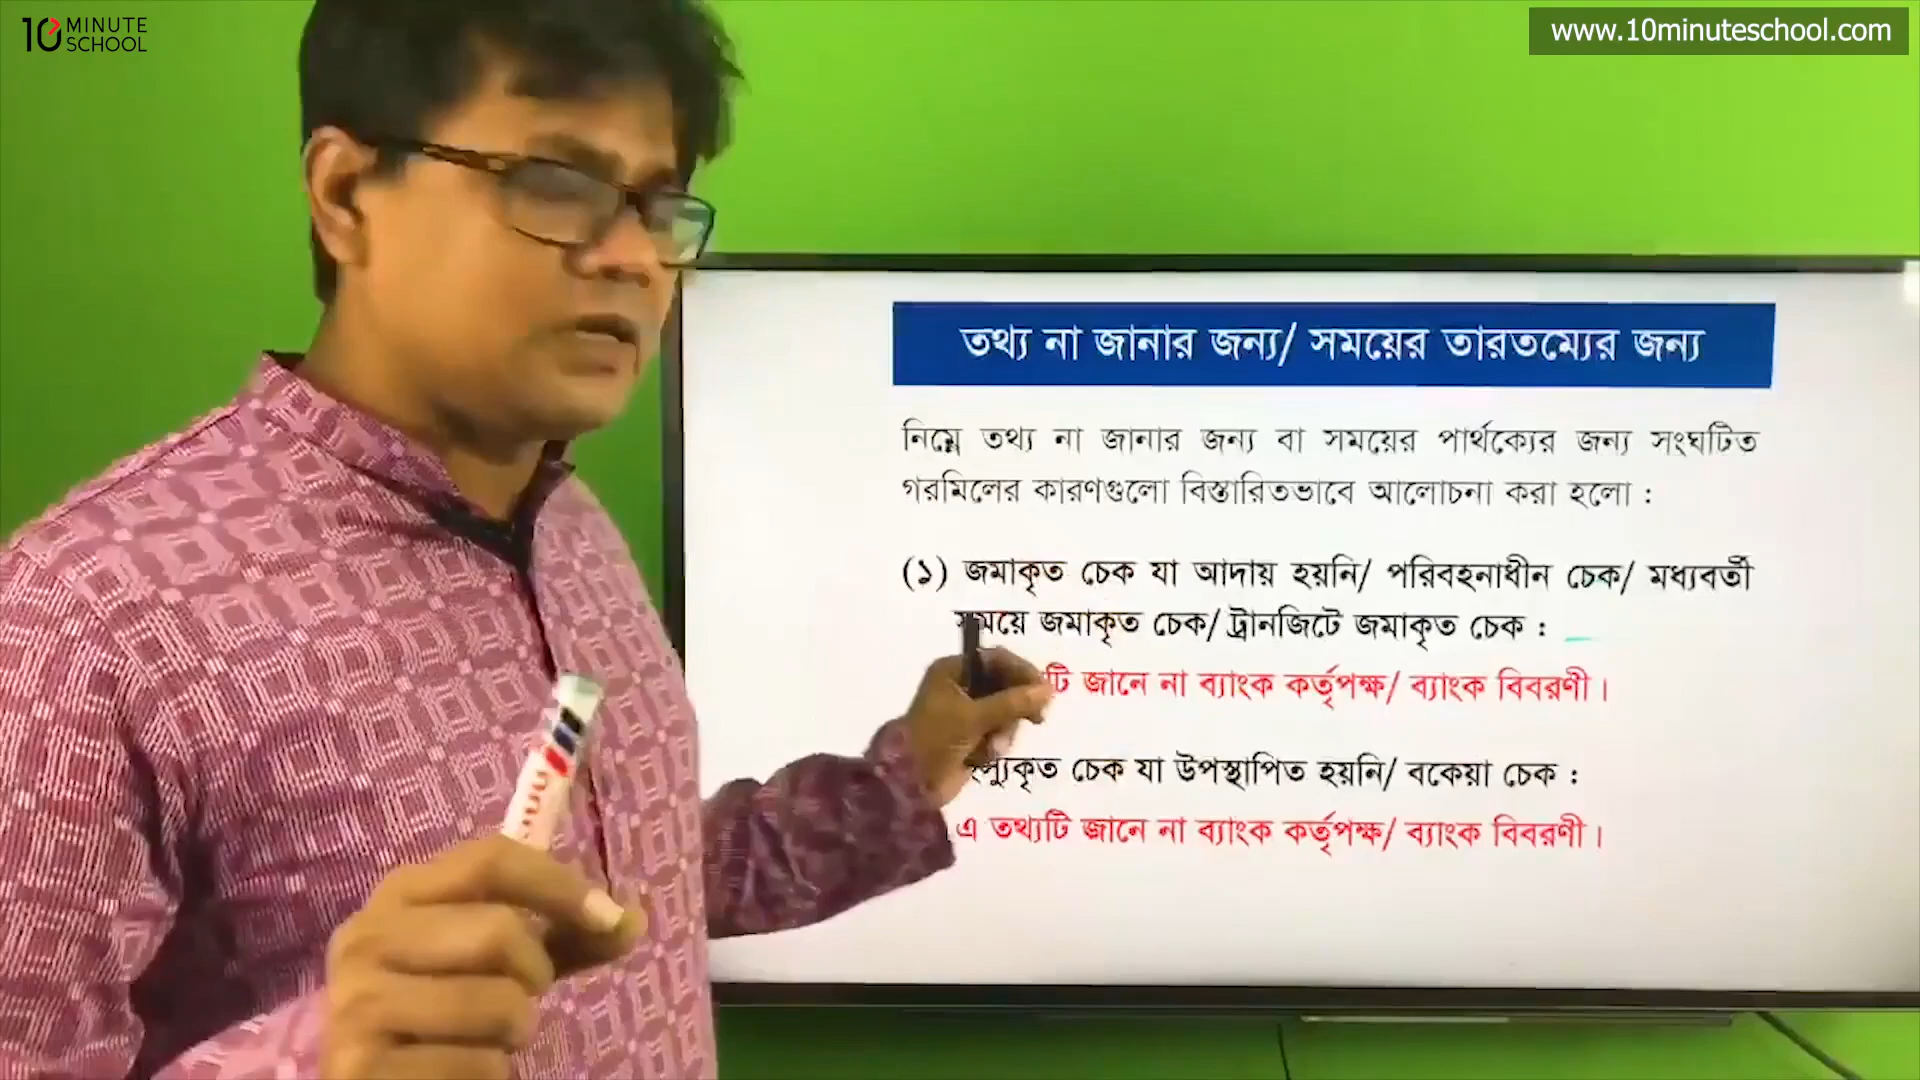 10 MINUTE SCHOOL
www.10minuteschool.com
তথ্য না জানার জন্য/ সময়ের তারতম্যের জন্য
নিম্নে তথ্য না জানার জন্য বা সময়ের পার্থক্যের জন্য সংঘটিত
গরমিলের কারণগুলো বিস্তারিতভাবে আলোচনা করা হলো :
(১) জমাকৃত চেক যা আদায় হয়নি/ পরিবহনাধীন চেক/ মধ্যবর্তী
সময়ে জমাকৃত চেক/ ট্রানজিটে জমাকৃত চেক :
জানে না ব্যাংক কর্তৃপক্ষ/ ব্যাংক বিবরণী।
চেক যা উপস্থাপিত হয়নি/ বকেয়া চেক :
এ তথ্যটি জানে না ব্যাংক কর্তৃপক্ষ/ ব্যাংক বিবরণী।